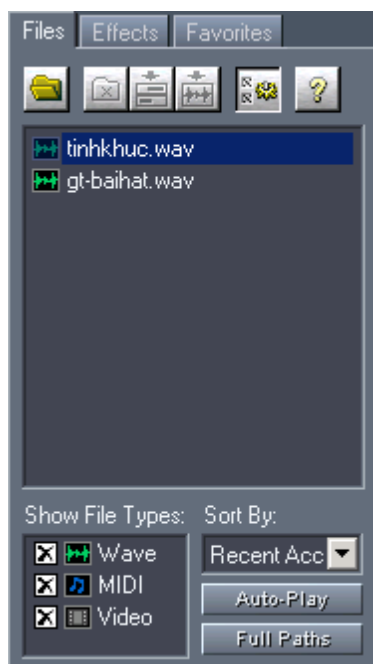 Files Effects Favorites
?
tinhkhuc.wav
gt-baihat.wav
Show File Types: Sort By:
Wave Recent Acc
MIDI Auto-Play
Video Full Paths